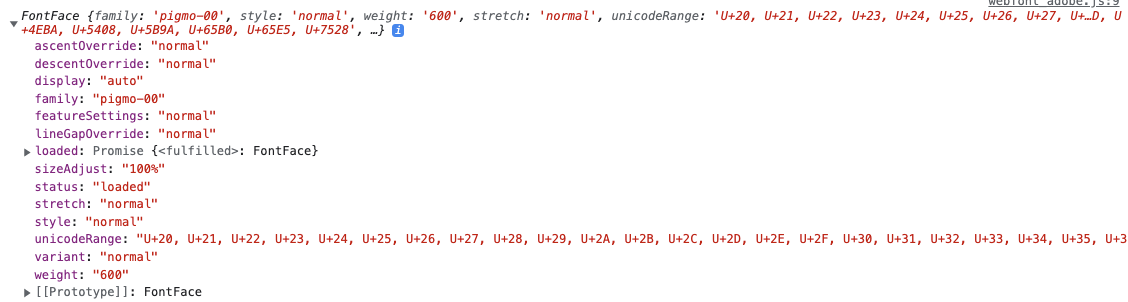 webfont_adobe.js:9
FontFace {family: 'pigmo-00', style: 'normal', weight: '600', stretch: 'normal', unicodeRange: 'U+20, U+21, U+22, U+23, U+24, U+25, U+26, U+27, U+…D, U
+4EBA, U+5408, U+5B9A, U+65B0, U+65E5, U+7528', …} i
ascentOverride: "normal"
descentOverride: "normal"
display: "auto"
family: "pigmo-00"
featureSettings: "normal"
lineGapOverride: "normal"
loaded: Promise {<fulfilled>: FontFace}
sizeAdjust: "100%"
status: "loaded"
stretch: "normal"
style: "normal"
unicodeRange: "U+20, U+21, U+22, U+23, U+24, U+25, U+26, U+27, U+28, U+29, U+2A, U+2B, U+2C, U+2D, U+2E, U+2F, U+30, U+31, U+32, U+33, U+34, U+35, U+3
variant: "normal"
weight: "600"
[[Prototype]]: FontFace